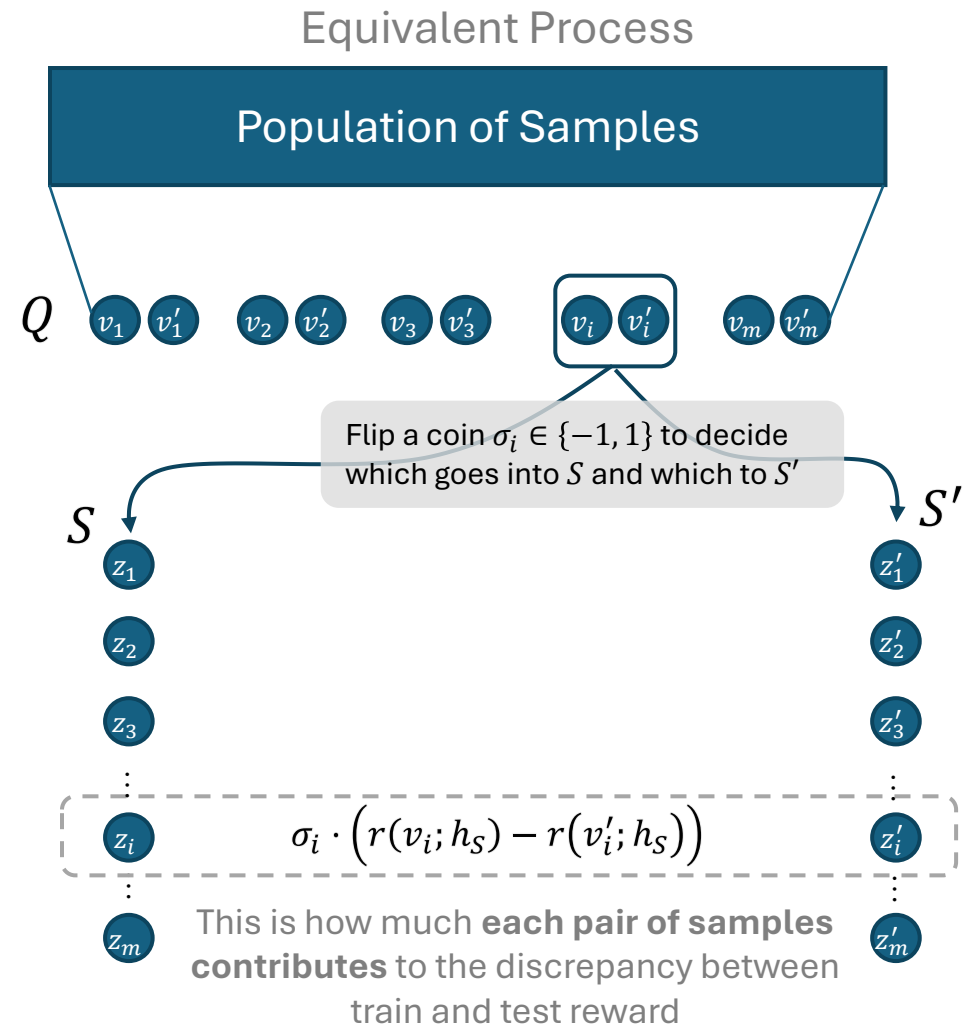 Equivalent Process
Population of Samples
Q v₁ v₁′ v₂ v₂′ v₃ v₃′ vᵢ vᵢ′ vₘ vₘ′
Flip a coin σᵢ ∈ {−1, 1} to decide
which goes into S and which to S′
S S′
z₁ z₁′
z₂ z₂′
z₃ z₃′
⋮ ⋮
zᵢ σᵢ · (r(vᵢ; h_S) − r(vᵢ′; h_S)) zᵢ′
⋮ ⋮
zₘ zₘ′
This is how much each pair of samples
contributes to the discrepancy between
train and test reward